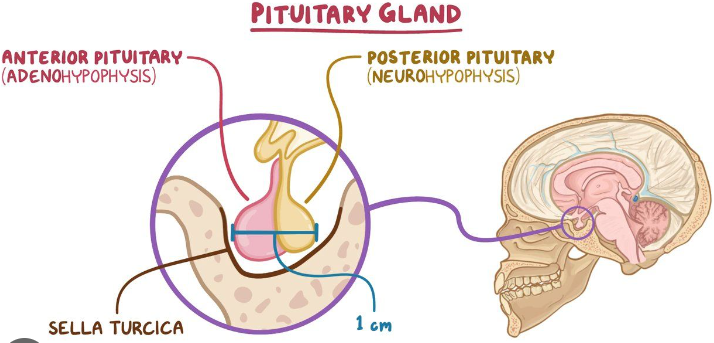 PITUITARY GLAND
ANTERIOR PITUITARY
(ADENOHYPOPHYSIS)
POSTERIOR PITUITARY
(NEUROHYPOPHYSIS)
SELLA TURCICA
1 cm